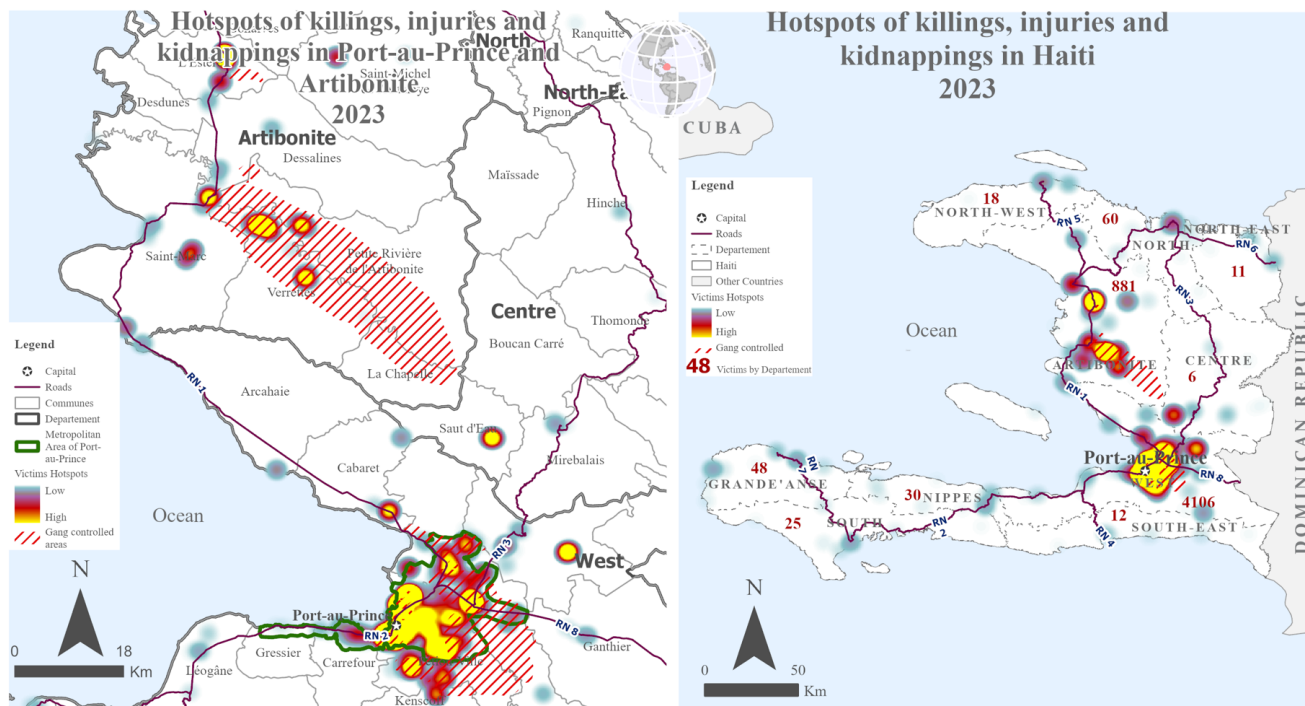 Hotspots of killings, injuries and
kidnappings in Port-au-Prince and
Artibonite
2023
North
Ranquitte
L'Estère
Saint-Michel
Desdunes
North-Ea
Pignon
Artibonite
Dessalines
Maïssade
Hinche
Saint-Marc
Petite Rivière
de l'Artibonite
Verrettes
Centre
Thomonde
Boucan Carré
La Chapelle
Arcahaie
RN 1
Saut d'Eau
Mirebalais
Cabaret
Ocean
RN 3
West
Port-au-Prince
RN 2
RN 8
Ganthier
Gressier
Carrefour
Léogâne
Kenscoff
Legend
Capital
Roads
Communes
Departement
Metropolitan
Area of Port-
au-Prince
Victims Hotspots
Low
High
Gang controlled
areas
N
0 18
Km
Hotspots of killings, injuries and
kidnappings in Haiti
2023
CUBA
Legend
Capital
Roads
Departement
Haiti
Other Countries
Victims Hotspots
Low
High
Gang controlled
48 Victims by Departement
18
NORTH-WEST
RN 5
60
NORTH
NORTH-EAST
RN 6
11
881
RN 3
Ocean
ARTIBONITE
CENTRE
6
RN 1
Port-au-Prince
WEST
RN 8
48
GRANDE'ANSE
RN
7
30
NIPPES
4106
25
SOUTH
RN
2
12
SOUTH-EAST
RN 4
DOMINICAN REPUBLIC
N
0 50
Km